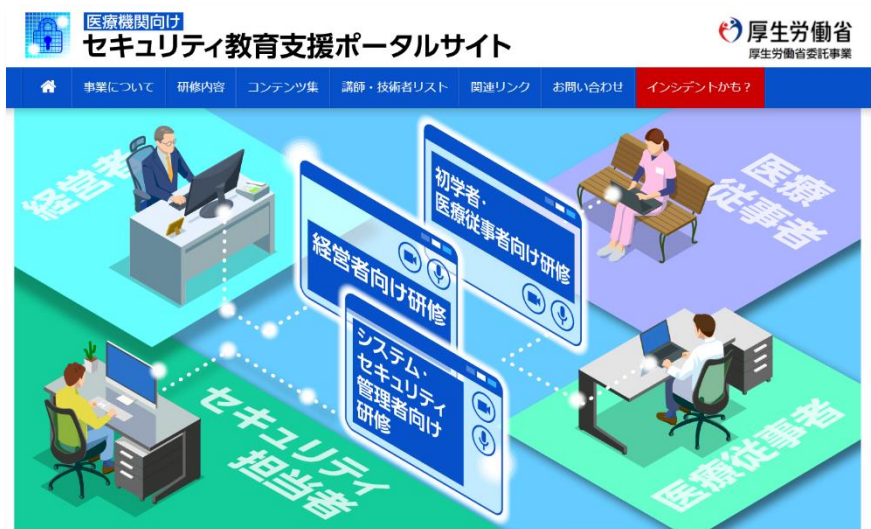 医療機関向け
セキュリティ教育支援ポータルサイト
厚生労働省
厚生労働省委託事業
事業について
研修内容
コンテンツ集
講師・技術者リスト
関連リンク
お問い合わせ
インシデントかも?
経営者
医療
従事者
初学者・
医療従事者向け研修
経営者向け研修
システム・
セキュリティ
管理者向け
研修
セキュリティ
担当者
医療従事者